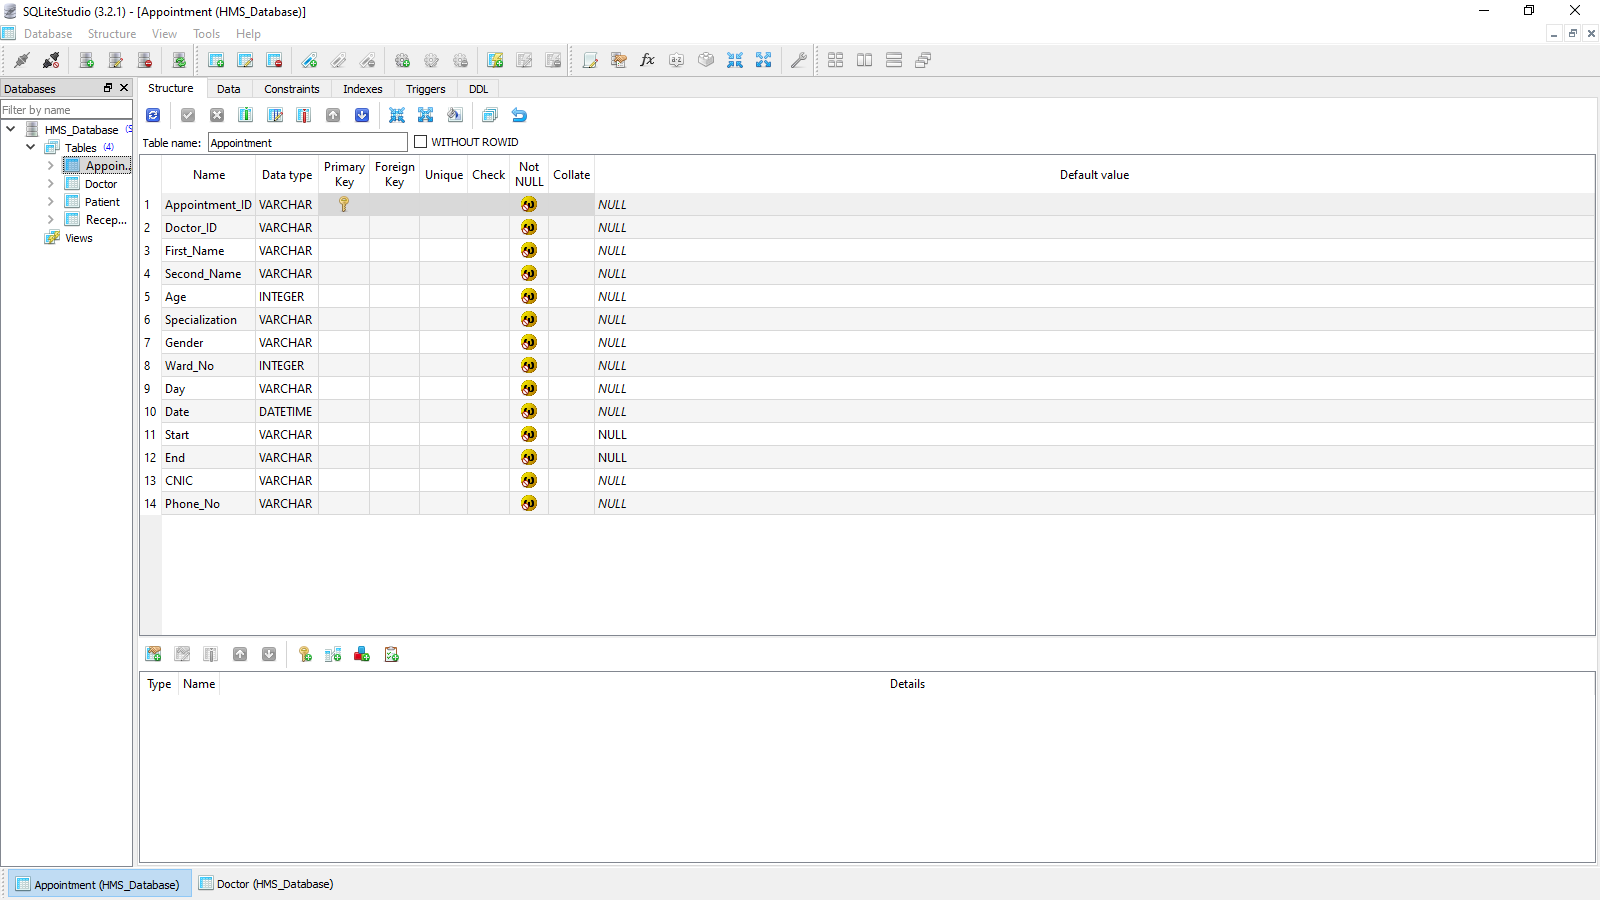 SQLiteStudio (3.2.1) - [Appointment (HMS_Database)]
Database Structure View Tools Help
Databases
Filter by name
HMS_Database
Tables (4)
Appoin...
Doctor
Patient
Recep...
Views
Structure Data Constraints Indexes Triggers DDL
Table name: Appointment WITHOUT ROWID
Name Data type Primary Key Foreign Key Unique Check Not NULL Collate Default value
1 Appointment_ID VARCHAR NULL
2 Doctor_ID VARCHAR NULL
3 First_Name VARCHAR NULL
4 Second_Name VARCHAR NULL
5 Age INTEGER NULL
6 Specialization VARCHAR NULL
7 Gender VARCHAR NULL
8 Ward_No INTEGER NULL
9 Day VARCHAR NULL
10 Date DATETIME NULL
11 Start VARCHAR NULL
12 End VARCHAR NULL
13 CNIC VARCHAR NULL
14 Phone_No VARCHAR NULL
Type Name Details
Appointment (HMS_Database) Doctor (HMS_Database)